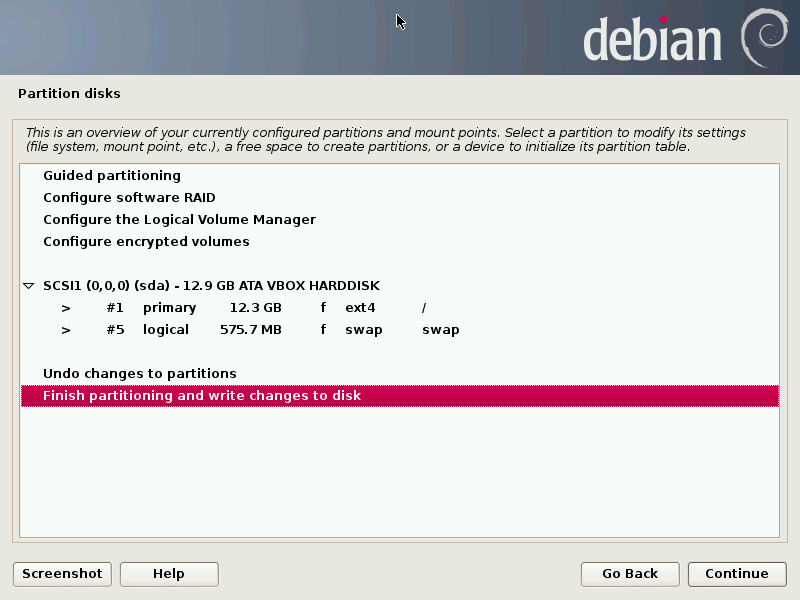 debian
Partition disks
This is an overview of your currently configured partitions and mount points. Select a partition to modify its settings
(file system, mount point, etc.), a free space to create partitions, or a device to initialize its partition table.
Guided partitioning
Configure software RAID
Configure the Logical Volume Manager
Configure encrypted volumes
SCSI1 (0,0,0) (sda) - 12.9 GB ATA VBOX HARDDISK
> #1 primary 12.3 GB f ext4 /
> #5 logical 575.7 MB f swap swap
Undo changes to partitions
Finish partitioning and write changes to disk
Screenshot Help Go Back Continue